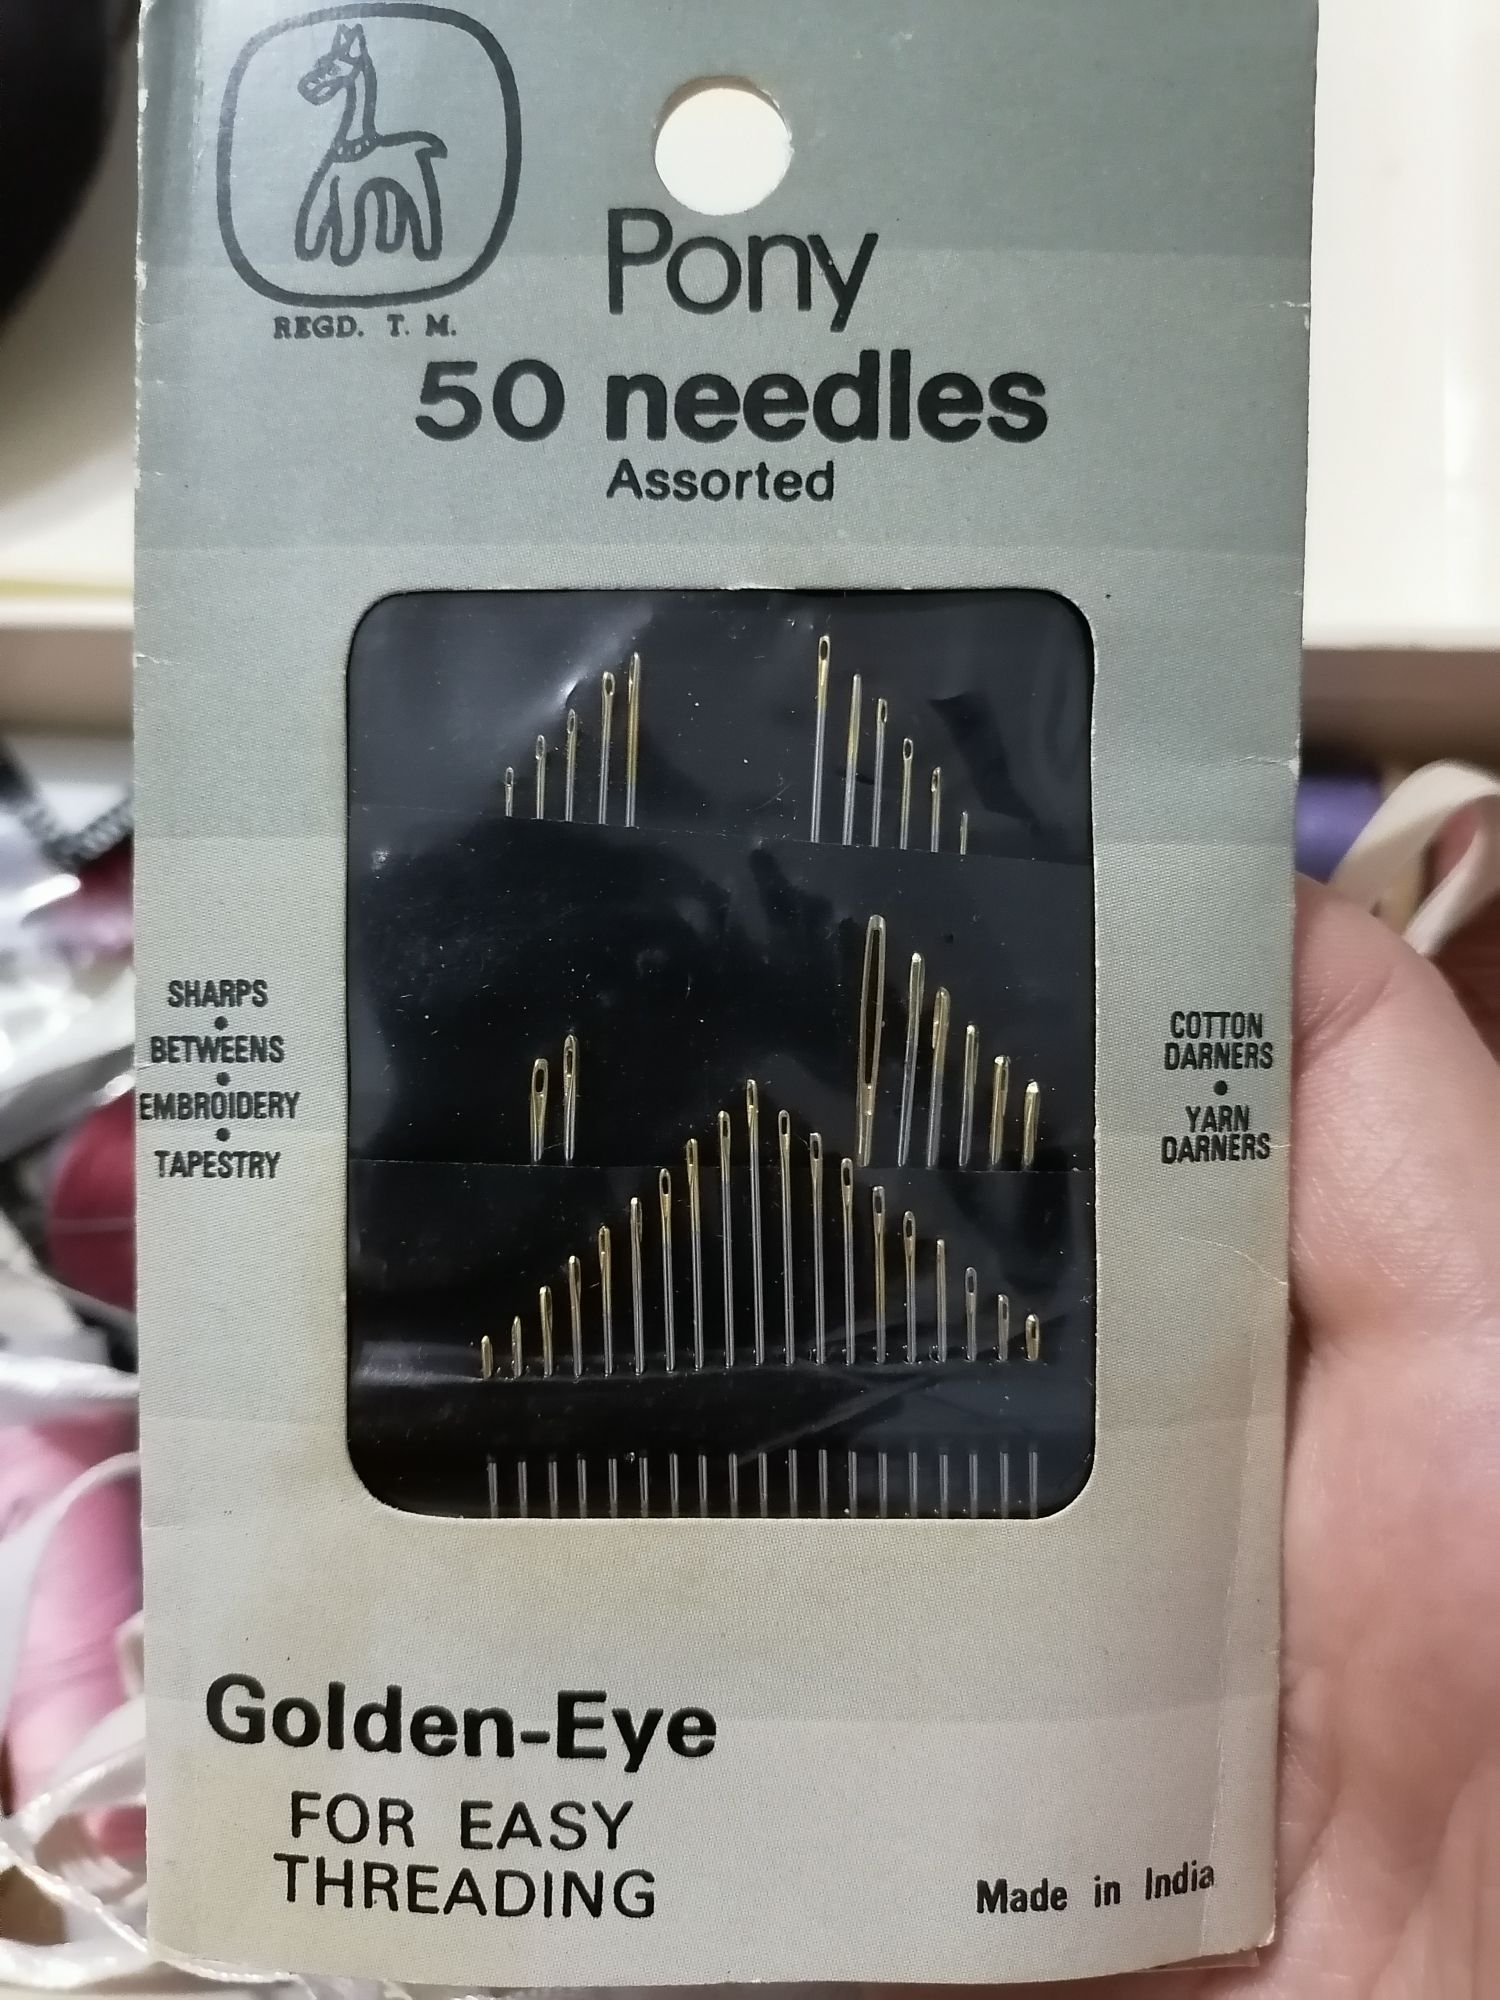 REGD. T. M.
Pony
50 needles
Assorted
SHARPS
•
BETWEENS
•
EMBROIDERY
•
TAPESTRY
COTTON
DARNERS
•
YARN
DARNERS
Golden-Eye
FOR EASY
THREADING
Made in India